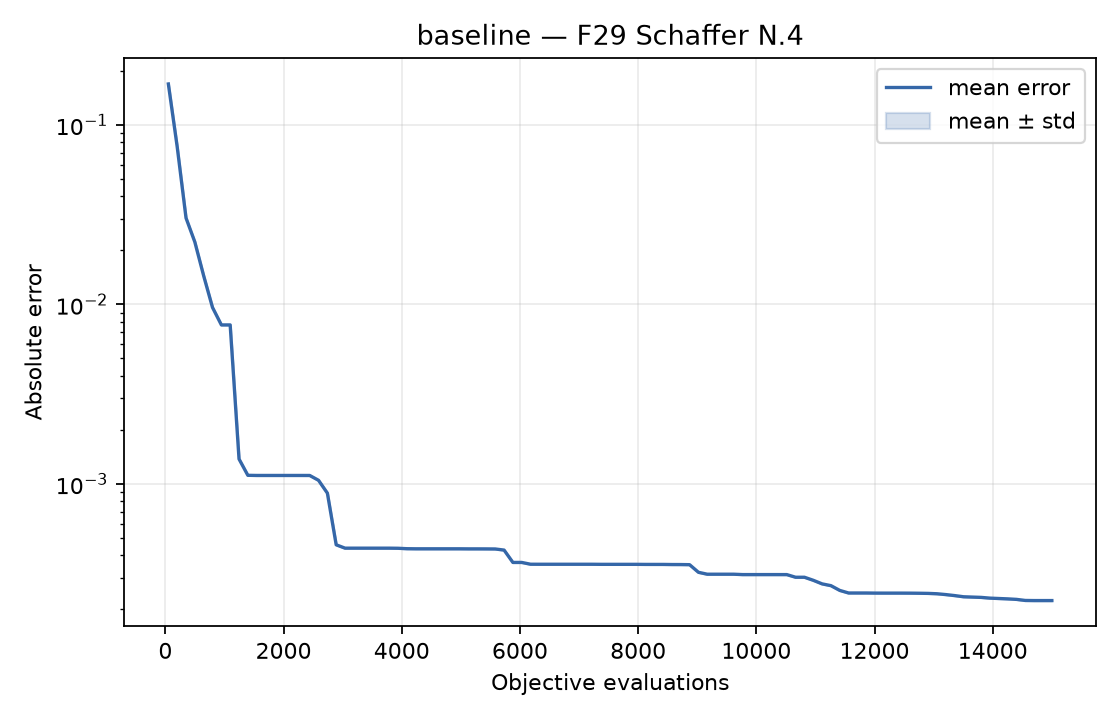 baseline — F29 Schaffer N.4
mean error
mean ± std
Absolute error
10⁻¹
10⁻²
10⁻³
0 2000 4000 6000 8000 10000 12000 14000
Objective evaluations